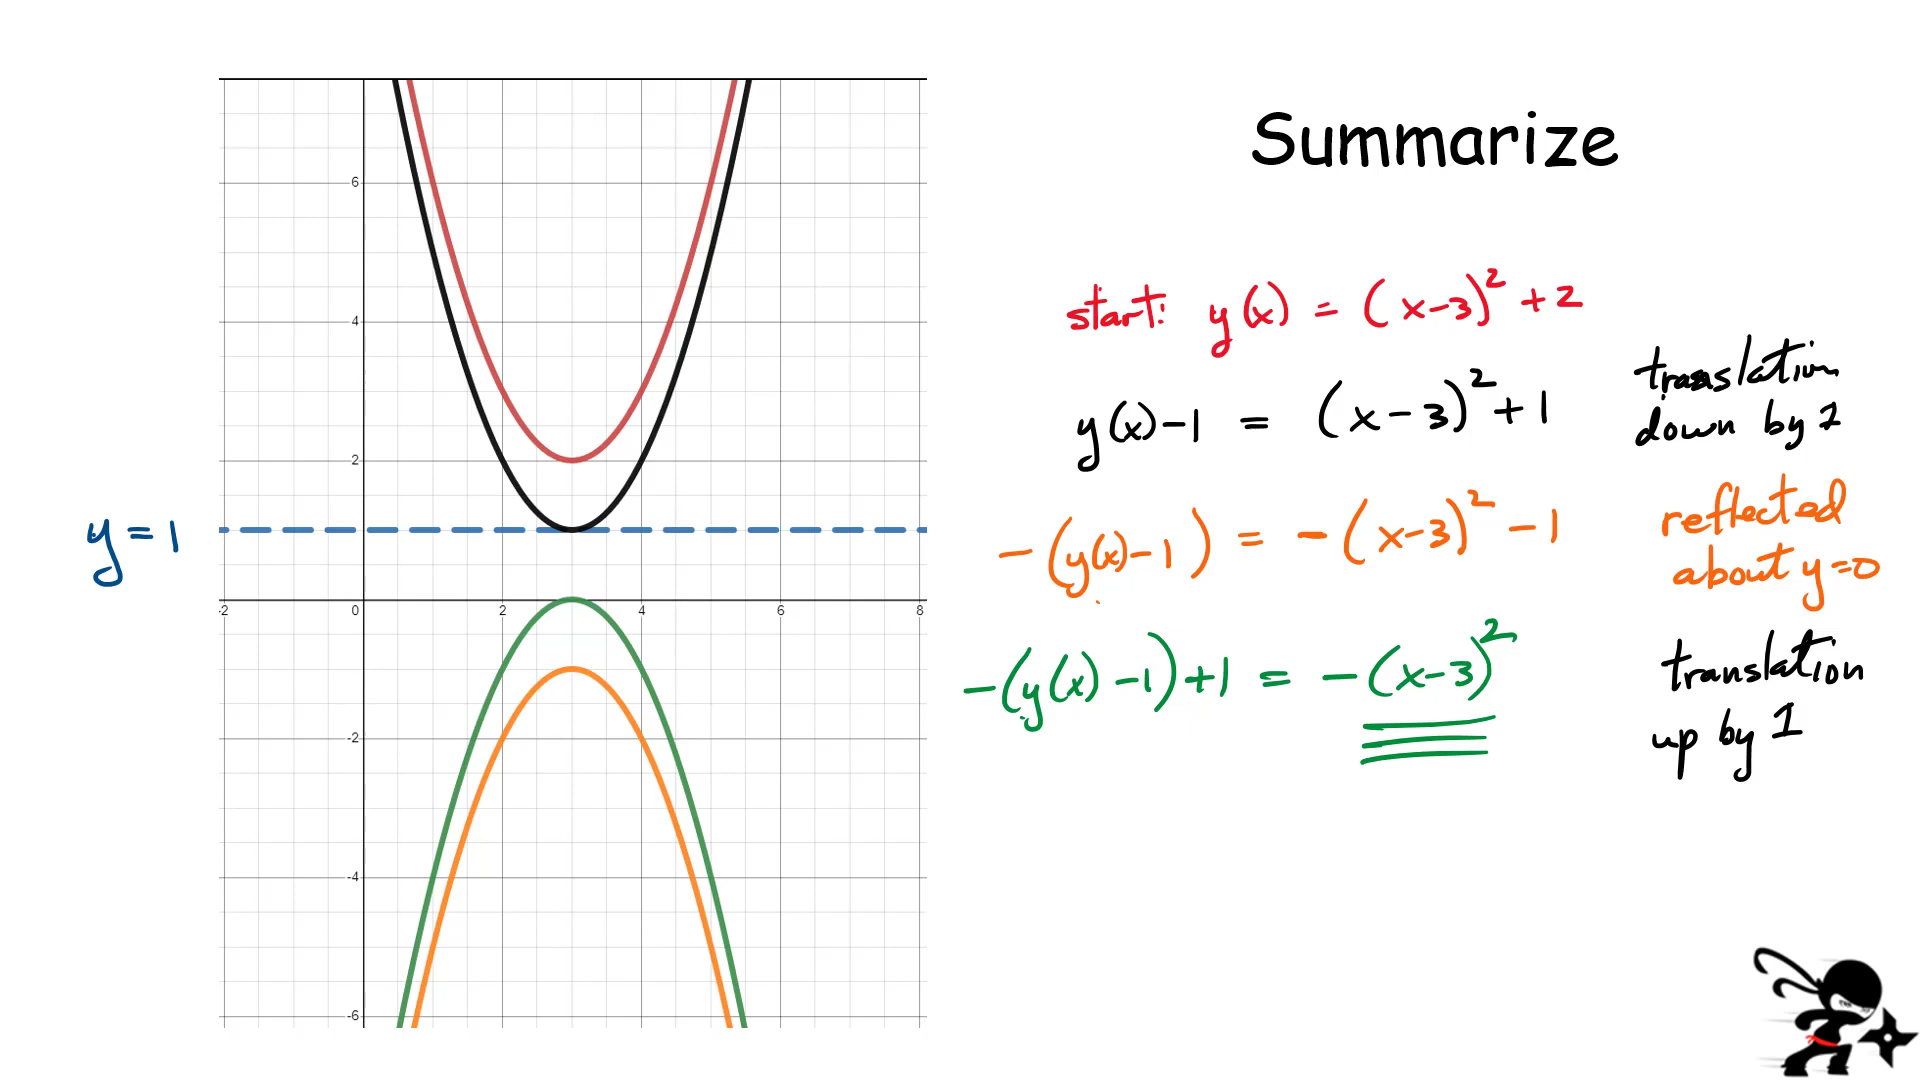 Summarize
6
4
2
-2 0 2 4 6 8
-2
-4
-6
y = 1
start: y(x) = (x-3)² + 2
y(x) - 1 = (x - 3)² + 1
translation
down by 1
-(y(x) - 1) = -(x-3)² - 1
reflected
about y=0
-(y(x) - 1) + 1 = -(x-3)²
translation
up by 1